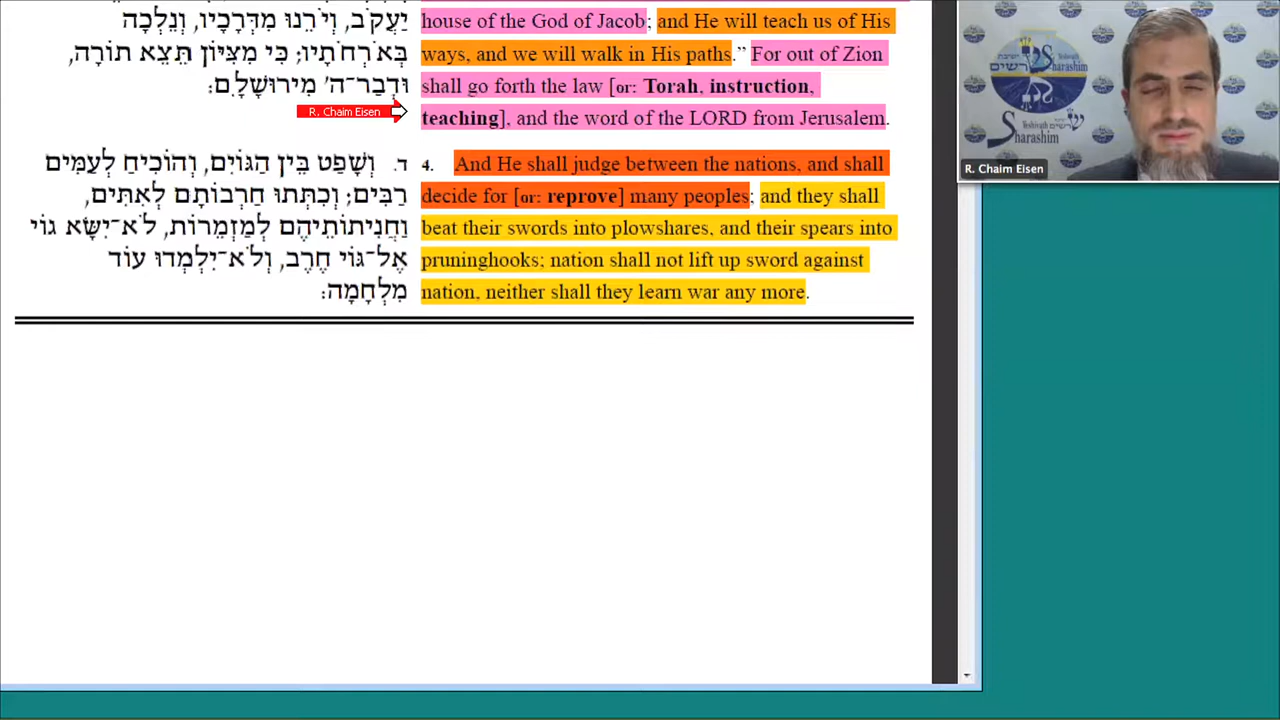 יַעֲקֹב, וְיֹרֵנוּ מִדְּרָכָיו, וְנֵלְכָה
בְּאֹרְחֹתָיו; כִּי מִצִּיּוֹן תֵּצֵא תוֹרָה,
וּדְבַר־ה' מִירוּשָׁלָ‍ִם:
house of the God of Jacob; and He will teach us of His
ways, and we will walk in His paths.” For out of Zion
shall go forth the law [or: Torah, instruction,
teaching], and the word of the LORD from Jerusalem.
R. Chaim Eisen
ד. וְשָׁפַט בֵּין הַגּוֹיִם, וְהוֹכִיחַ לְעַמִּים
רַבִּים; וְכִתְּתוּ חַרְבוֹתָם לְאִתִּים,
וַחֲנִיתוֹתֵיהֶם לְמַזְמֵרוֹת, לֹא־יִשָּׂא גוֹי
אֶל־גּוֹי חֶרֶב, וְלֹא־יִלְמְדוּ עוֹד
מִלְחָמָה:
4. And He shall judge between the nations, and shall
decide for [or: reprove] many peoples; and they shall
beat their swords into plowshares, and their spears into
pruninghooks; nation shall not lift up sword against
nation, neither shall they learn war any more.
ישיבת
שרשים
Sharashim
Yeshivath
Sharashim
R. Chaim Eisen